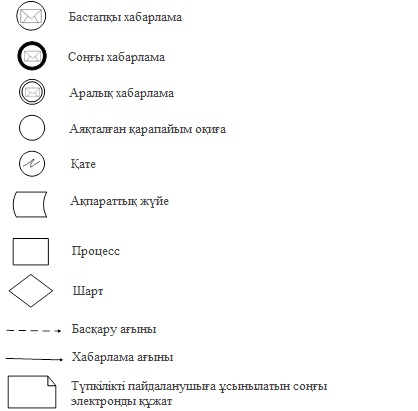 Бастапқы хабарлама
Соңғы хабарлама
Аралық хабарлама
Аяқталған қарапайым оқиға
Қате
Ақпараттық жүйе
Процесс
Шарт
Басқару ағыны
Хабарлама ағыны
Түпкілікті пайдаланушыға ұсынылатын соңғы
электронды құжат